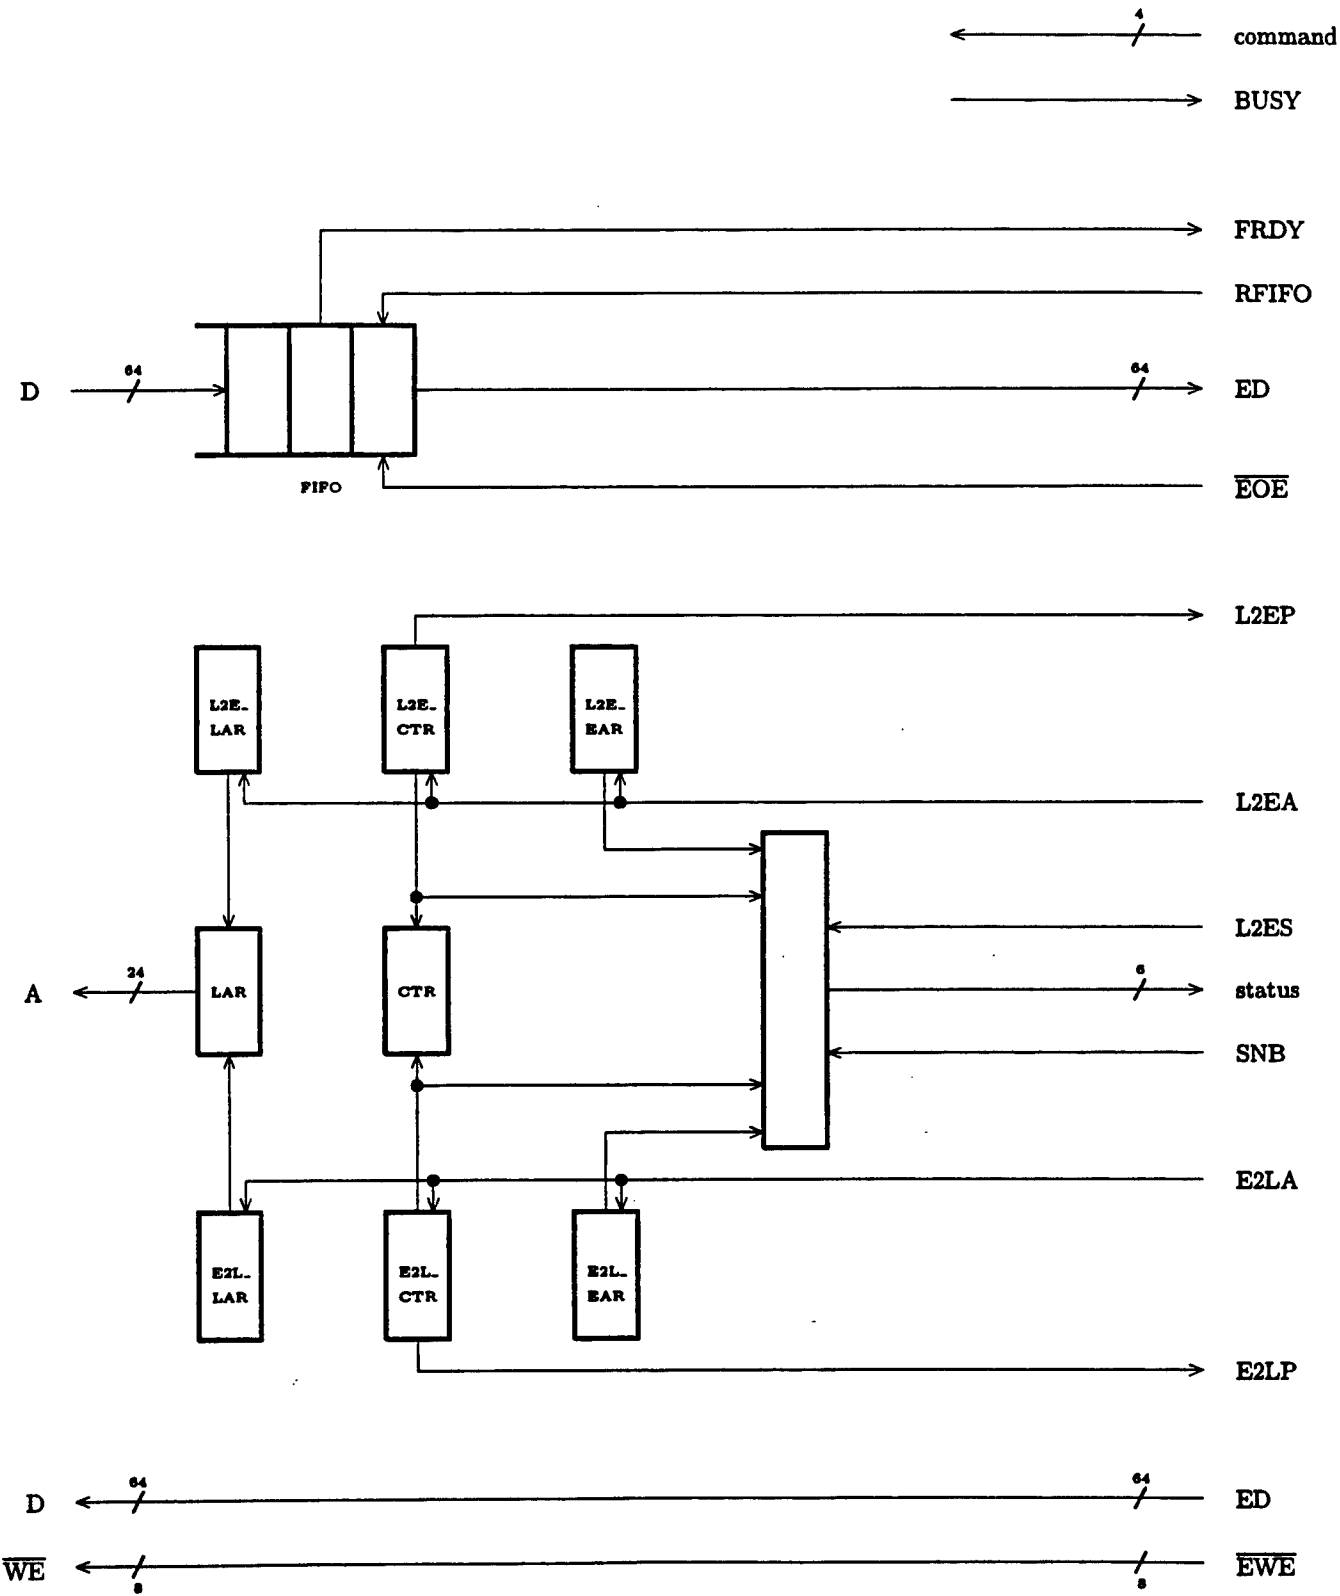 4
command
BUSY
FRDY
RFIFO
D
64
64
ED
FIFO
EOE
L2EP
L2E_
LAR
L2E_
CTR
L2E_
EAR
L2EA
L2ES
A
24
LAR
CTR
6
status
SNB
E2LA
E2L_
LAR
E2L_
CTR
E2L_
EAR
E2LP
D
64
64
ED
WE
8
8
EWE